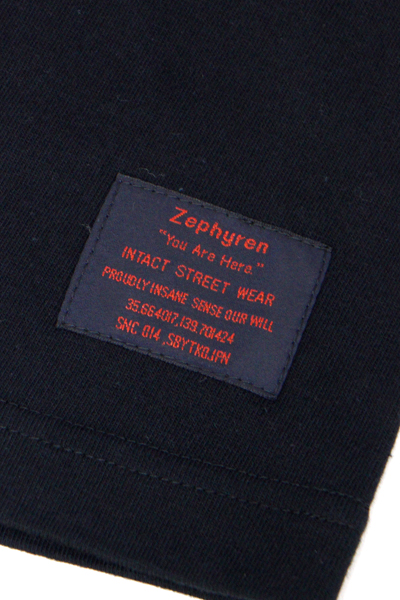 Zephyren
"You Are Here."
INTACT STREET WEAR
PROUDLY INSANE SENSE OUR WILL
35.664017,139.701424
SNC 014 ,SBYTKO.JPN